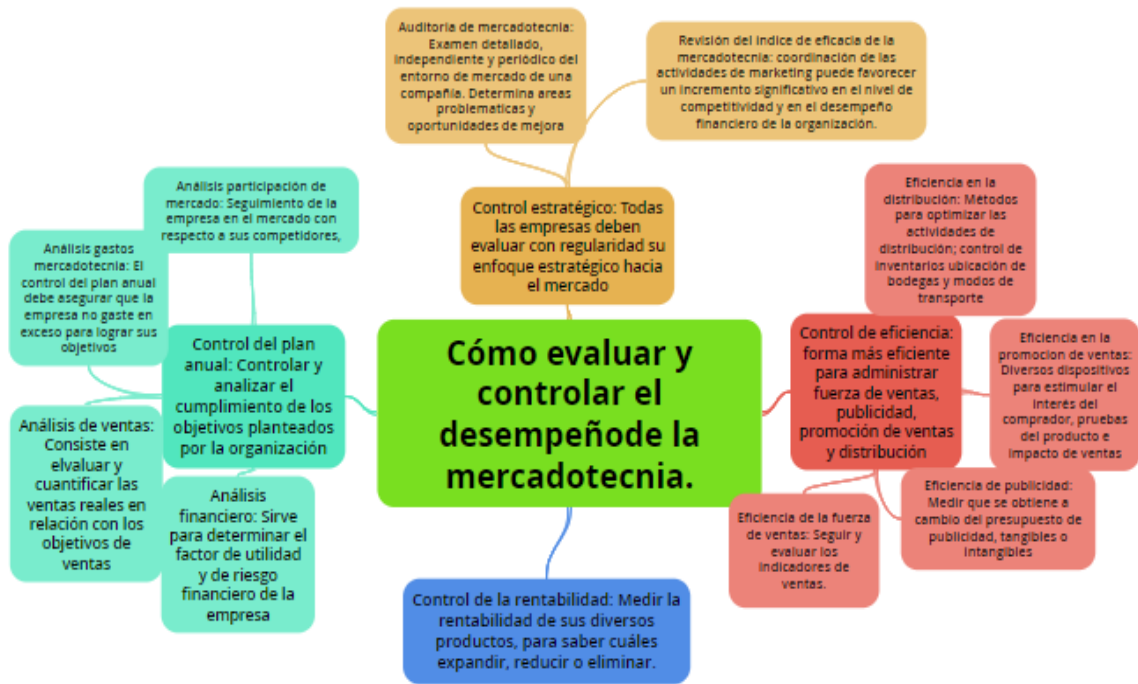 Auditoria de mercadotecnia:
Examen detallado,
independiente y periódico del
entorno de mercado de una
compañía. Determina areas
problematicas y
oportunidades de mejora
Revisión del indice de eficacia de la
mercadotecnia: coordinación de las
actividades de marketing puede favorecer
un incremento significativo en el nivel de
competitividad y en el desempeño
financiero de la organización.
Control estratégico: Todas
las empresas deben
evaluar con regularidad su
enfoque estratégico hacia
el mercado
Análisis participación de
mercado: Seguimiento de la
empresa en el mercado con
respecto a sus competidores,
Análisis gastos
mercadotecnia: El
control del plan anual
debe asegurar que la
empresa no gaste en
exceso para lograr sus
objetivos
Control del plan
anual: Controlar y
analizar el
cumplimiento de los
objetivos planteados
por la organización
Análisis de ventas:
Consiste en
elvaluar y
cuantificar las
ventas reales en
relación con los
objetivos de
ventas
Análisis
financiero: Sirve
para determinar el
factor de utilidad
y de riesgo
financiero de la
empresa
Cómo evaluar y
controlar el
desempeñode la
mercadotecnia.
Eficiencia en la
distribución: Métodos
para optimizar las
actividades de
distribución; control de
inventarios ubicación de
bodegas y modos de
transporte
Control de eficiencia:
forma más eficiente
para administrar
fuerza de ventas,
publicidad,
promoción de ventas
y distribución
Eficiencia en la
promocion de ventas:
Diversos dispositivos
para estimular el
interés del
comprador, pruebas
del producto e
impacto de ventas
Eficiencia de publicidad:
Medir que se obtiene a
cambio del presupuesto de
publicidad, tangibles o
intangibles
Eficiencia de la fuerza
de ventas: Seguir y
evaluar los
indicadores de
ventas.
Control de la rentabilidad: Medir la
rentabilidad de sus diversos
productos, para saber cuáles
expandir, reducir o eliminar.